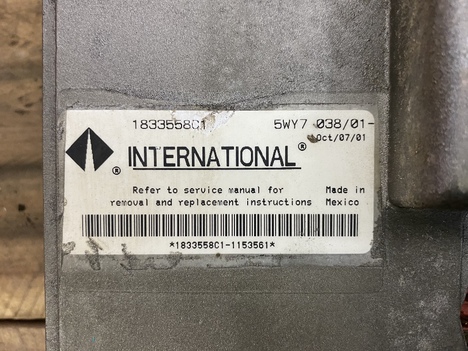 1833558C1 5WY7 038/01-
Oct/07/01
® INTERNATIONAL®
Refer to service manual for Made in
removal and replacement instructions Mexico
*1833558C1-1153561*